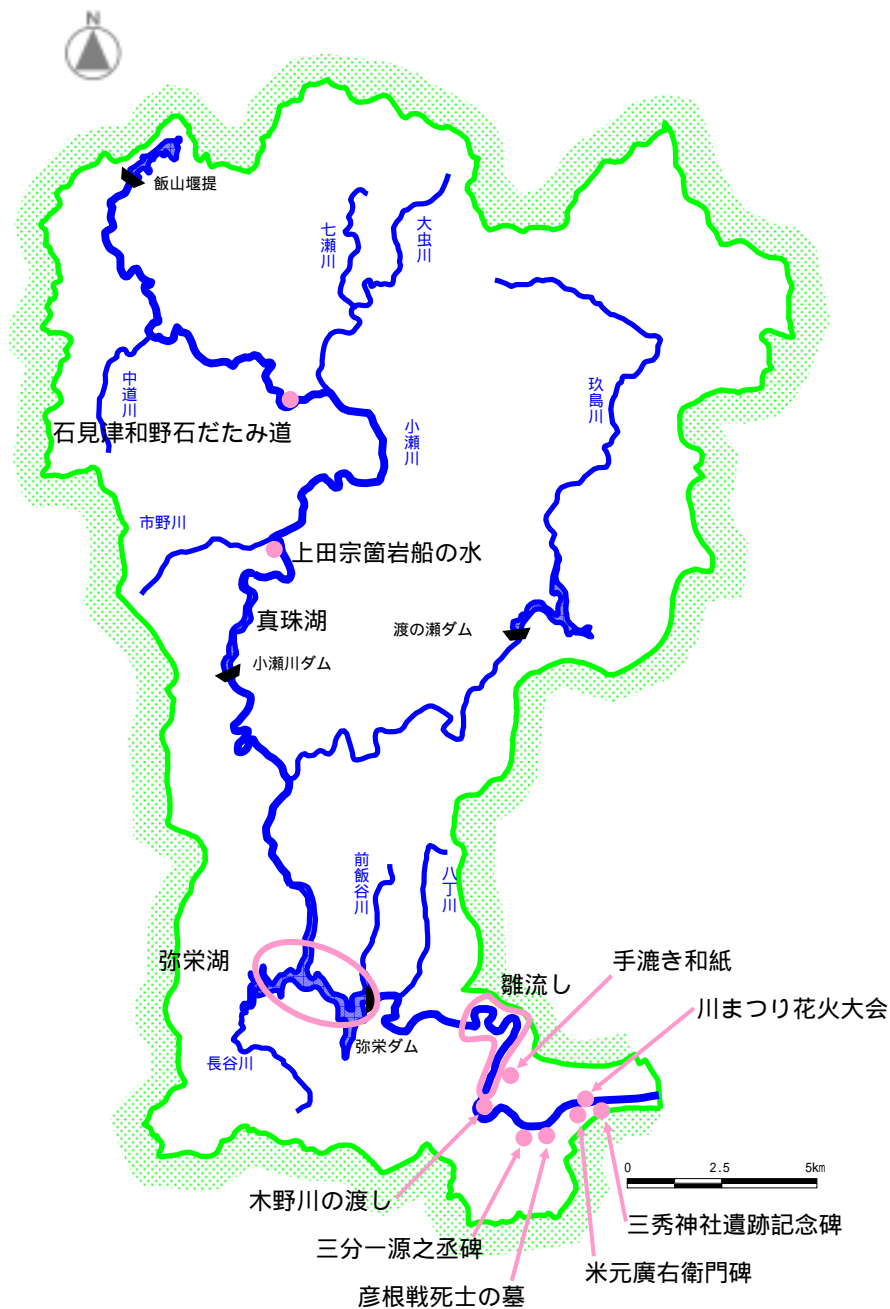 N
飯山堰提
七瀬川
大虫川
中道川
石見津和野石だたみ道
小瀬川
玖島川
市野川
上田宗箇岩船の水
真珠湖
渡の瀬ダム
小瀬川ダム
前飯谷川
八丁川
弥栄湖
手漉き和紙
雛流し
川まつり花火大会
弥栄ダム
長谷川
0 2.5 5km
木野川の渡し
三秀神社遺跡記念碑
三分一源之丞碑
米元廣右衛門碑
彦根戦死士の墓